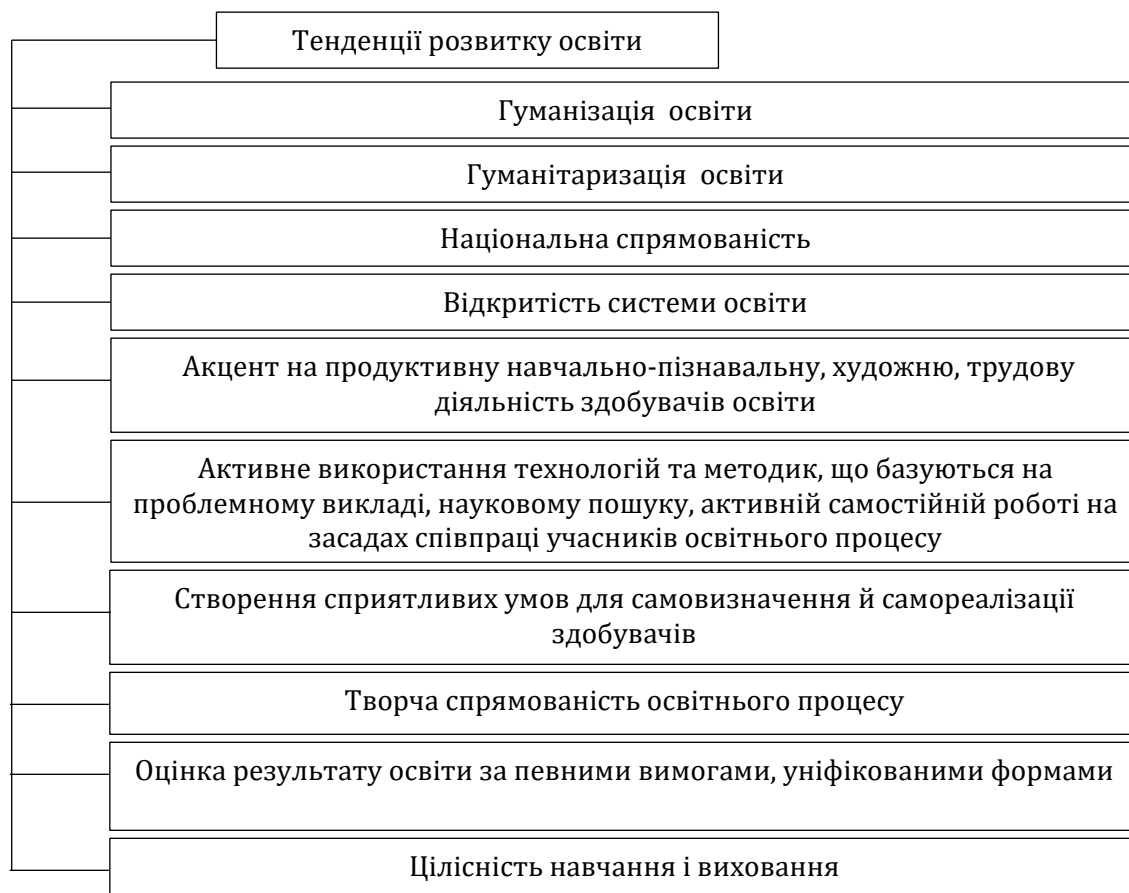 Тенденції розвитку освіти
Гуманізація освіти
Гуманітаризація освіти
Національна спрямованість
Відкритість системи освіти
Акцент на продуктивну навчально-пізнавальну, художню, трудову
діяльність здобувачів освіти
Активне використання технологій та методик, що базуються на
проблемному викладі, науковому пошуку, активній самостійній роботі на
засадах співпраці учасників освітнього процесу
Створення сприятливих умов для самовизначення й самореалізації
здобувачів
Творча спрямованість освітнього процесу
Оцінка результату освіти за певними вимогами, уніфікованими формами
Цілісність навчання і виховання